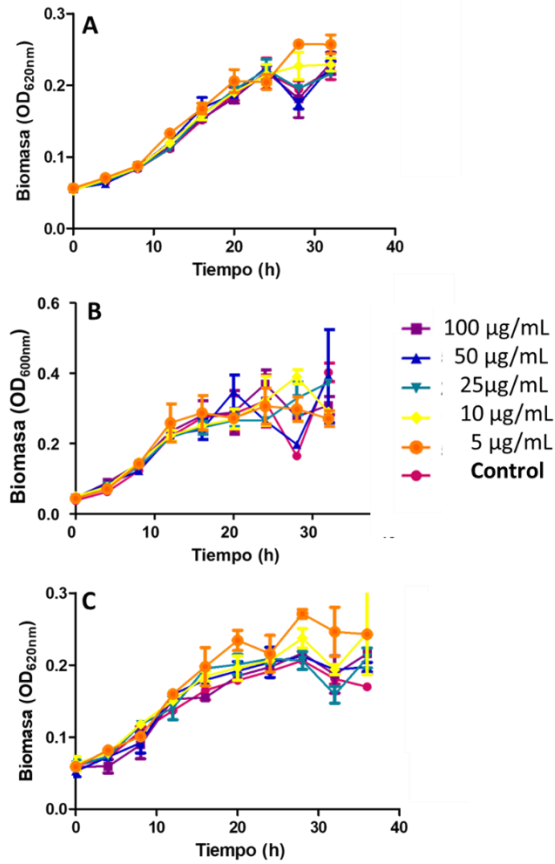 A
Biomasa (OD620nm)
0.3
0.2
0.1
0.0
0 10 20 30 40
Tiempo (h)
B
Biomasa (OD600nm)
0.6
0.4
0.2
0.0
0 10 20 30
Tiempo (h)
100 µg/mL
50 µg/mL
25µg/mL
10 µg/mL
5 µg/mL
Control
C
Biomasa (OD620nm)
0.3
0.2
0.1
0.0
0 10 20 30 40
Tiempo (h)